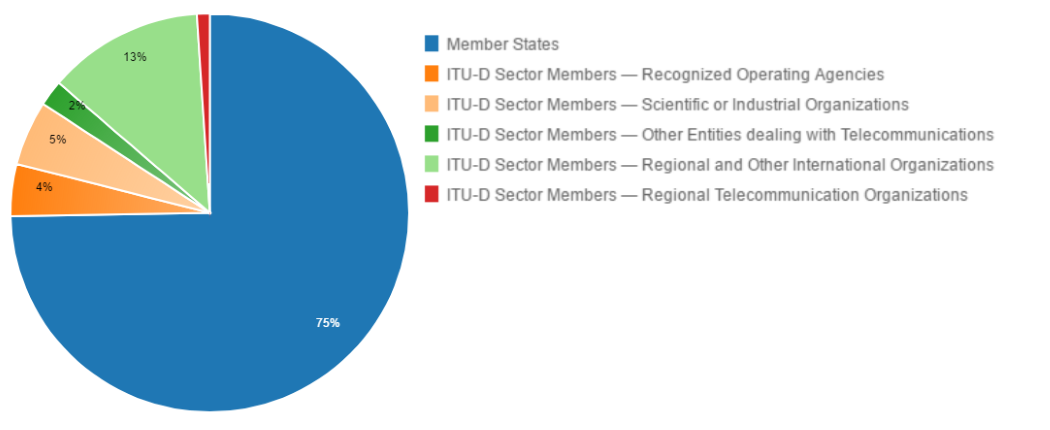 13%
2%
5%
4%
75%
Member States
ITU-D Sector Members — Recognized Operating Agencies
ITU-D Sector Members — Scientific or Industrial Organizations
ITU-D Sector Members — Other Entities dealing with Telecommunications
ITU-D Sector Members — Regional and Other International Organizations
ITU-D Sector Members — Regional Telecommunication Organizations